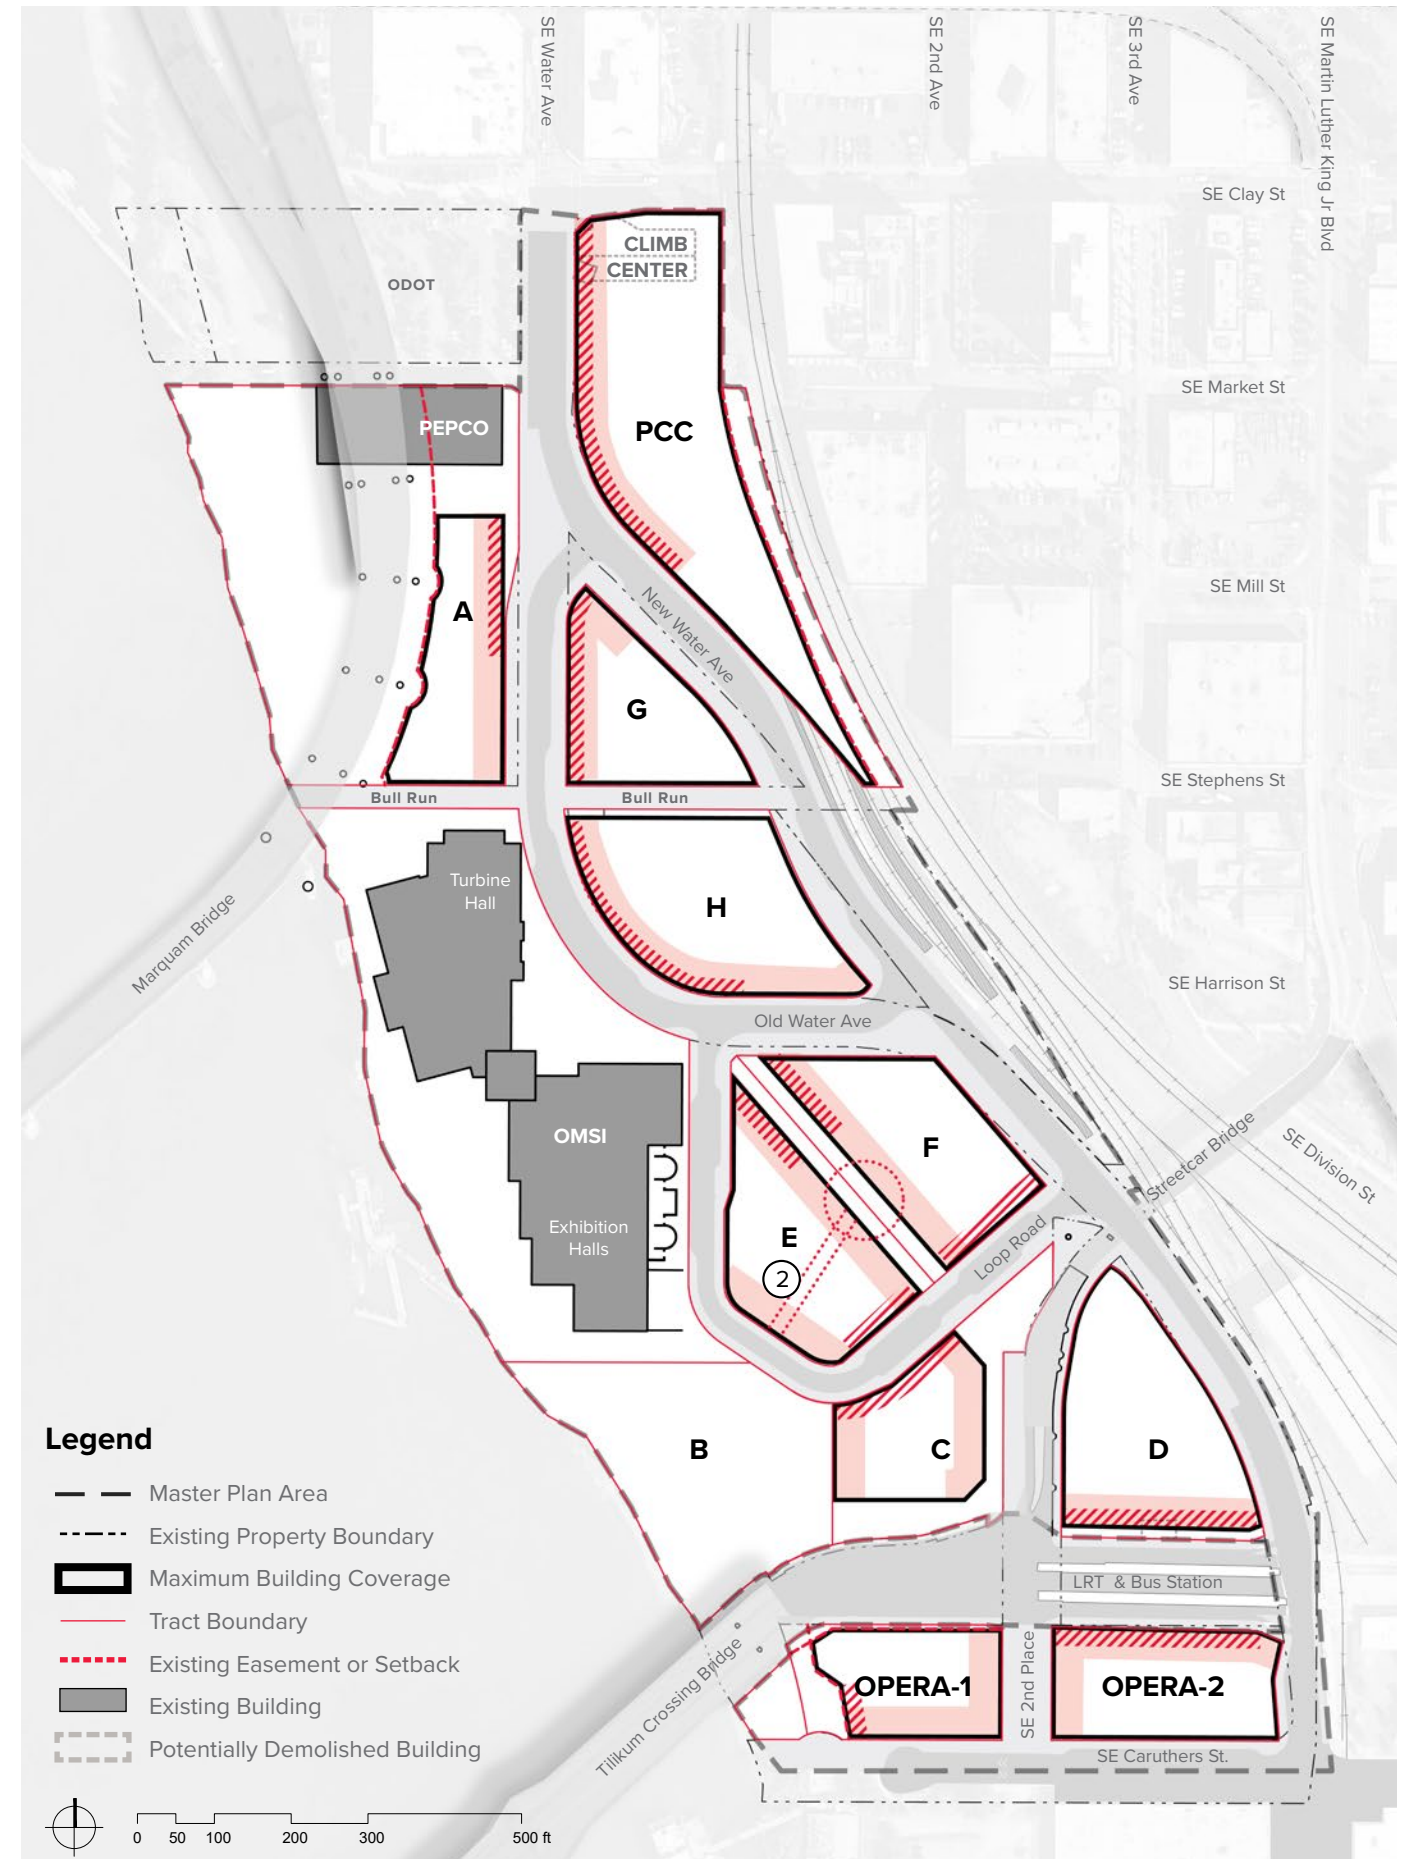 SE Water Ave
SE 2nd Ave
SE 3rd Ave
SE Martin Luther King Jr Blvd
SE Clay St
CLIMB
CENTER
ODOT
SE Market St
PEPCO
PCC
SE Mill St
A
New Water Ave
G
SE Stephens St
Bull Run
Bull Run
Turbine
Hall
H
Marquam Bridge
SE Harrison St
Old Water Ave
OMSI
F
Streetcar Bridge
SE Division St
Exhibition
Halls
E
2
Loop Road
B
C
D
LRT & Bus Station
OPERA-1
SE 2nd Place
OPERA-2
Tilikum Crossing Bridge
SE Caruthers St.
Legend
Master Plan Area
Existing Property Boundary
Maximum Building Coverage
Tract Boundary
Existing Easement or Setback
Existing Building
Potentially Demolished Building
0 50 100 200 300 500 ft